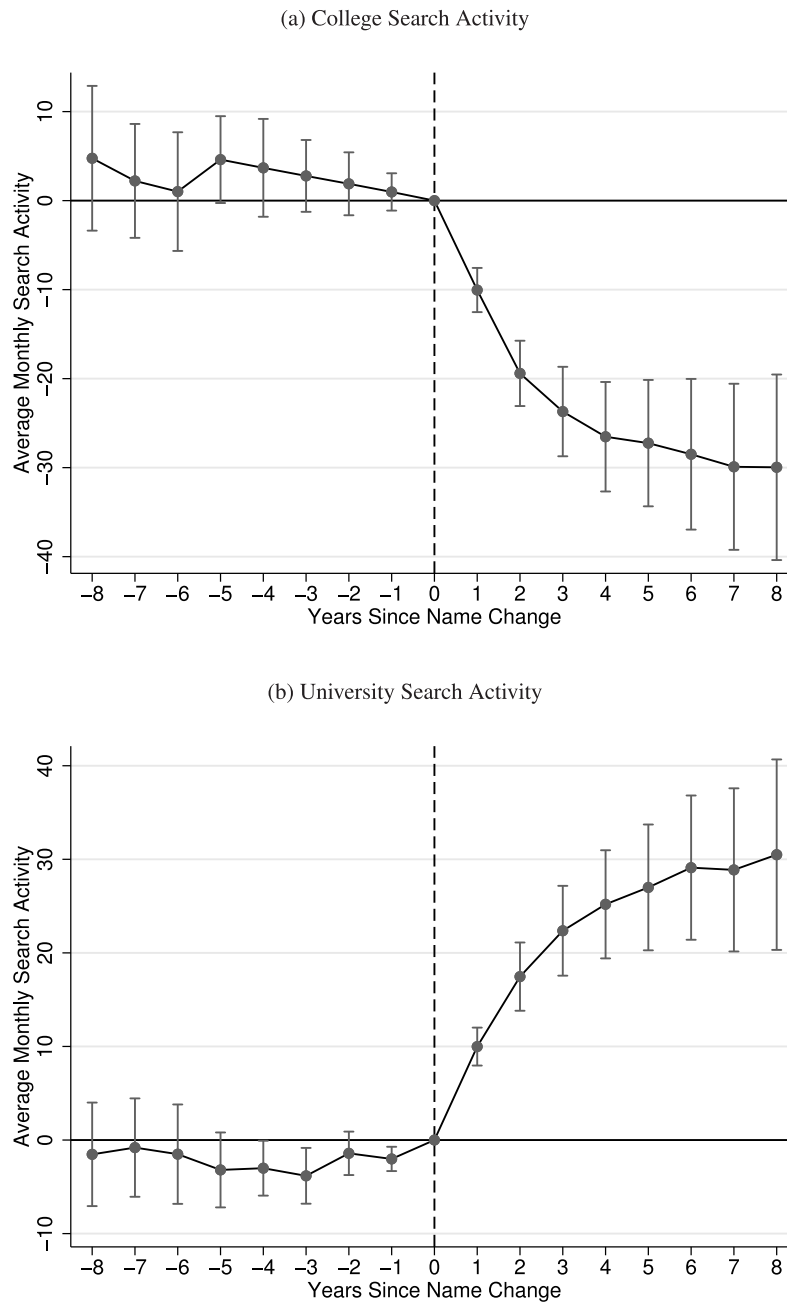 (a) College Search Activity
Average Monthly Search Activity
10
0
−10
−20
−30
−40
−8 −7 −6 −5 −4 −3 −2 −1 0 1 2 3 4 5 6 7 8
Years Since Name Change
(b) University Search Activity
Average Monthly Search Activity
40
30
20
10
0
−10
−8 −7 −6 −5 −4 −3 −2 −1 0 1 2 3 4 5 6 7 8
Years Since Name Change